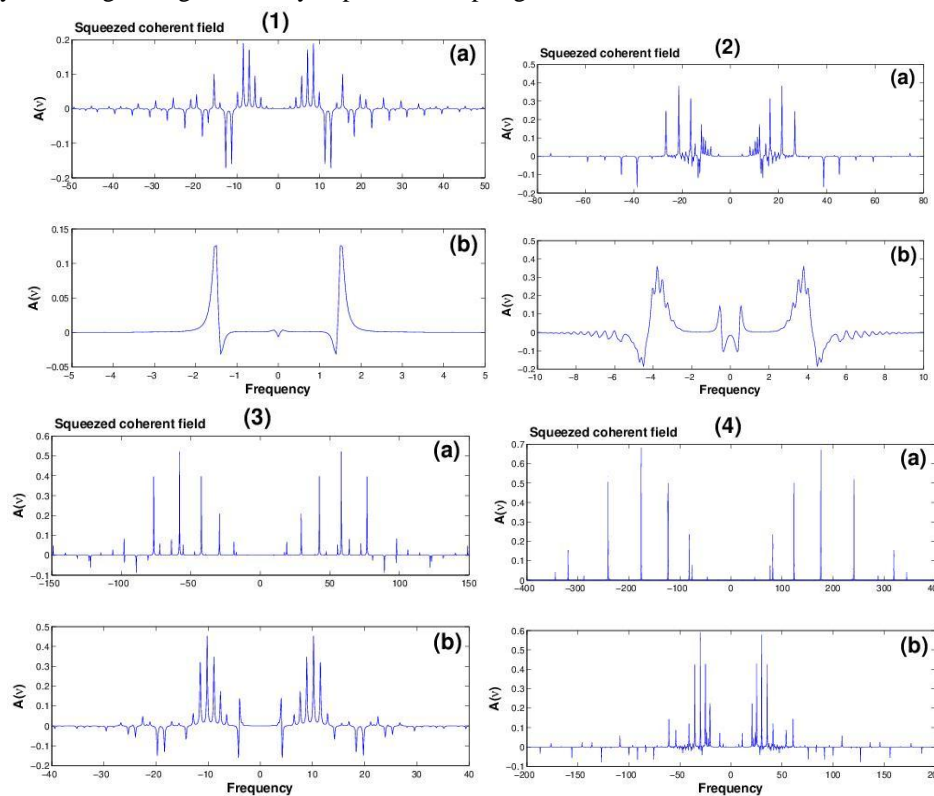 Squeezed coherent field
(1)
(a)
0.2
0.1
0
0.1
0.2
A(ν)
−50 −40 −30 −20 −10 0 10 20 30 40 50
(b)
0.15
0.1
0.05
0
−0.05
A(ν)
−5 −4 −3 −2 −1 0 1 2 3 4 5
Frequency
Squeezed coherent field
(2)
(a)
0.5
0.4
0.3
0.2
0.1
0
−0.1
−0.2
A(ν)
−80 −60 −40 −20 0 20 40 60 80
(b)
0.5
0.4
0.3
0.2
0.1
0
−0.1
−0.2
A(ν)
−10 −8 −6 −4 −2 0 2 4 6 8 10
Frequency
Squeezed coherent field
(3)
(a)
0.6
0.5
0.4
0.3
0.2
0.1
0
−0.1
A(ν)
−150 −100 −50 0 50 100 150
(b)
0.5
0.4
0.3
0.2
0.1
0
−0.1
−0.2
A(ν)
−40 −30 −20 −10 0 10 20 30 40
Frequency
Squeezed coherent field
(4)
(a)
0.7
0.6
0.5
0.4
0.3
0.2
0.1
0
A(ν)
−400 −300 −200 −100 0 100 200 300 400
(b)
0.6
0.5
0.4
0.3
0.2
0.1
0
−0.1
A(ν)
−200 −150 −100 −50 0 50 100 150 200
Frequency